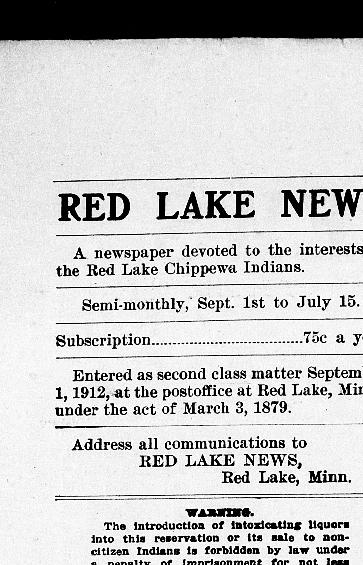 RED LAKE NEW
A newspaper devoted to the interests
the Red Lake Chippewa Indians.
Semi-monthly, Sept. 1st to July 15.
Subscription..................................75c a y
Entered as second class matter Septem
1, 1912, at the postoffice at Red Lake, Min
under the act of March 3, 1879.
Address all communications to
RED LAKE NEWS,
Red Lake, Minn.
WARNING.
The introduction of intoxicating liquors
into this reservation or its sale to non-
citizen Indians is forbidden by law under
a penalty of imprisonment for not less